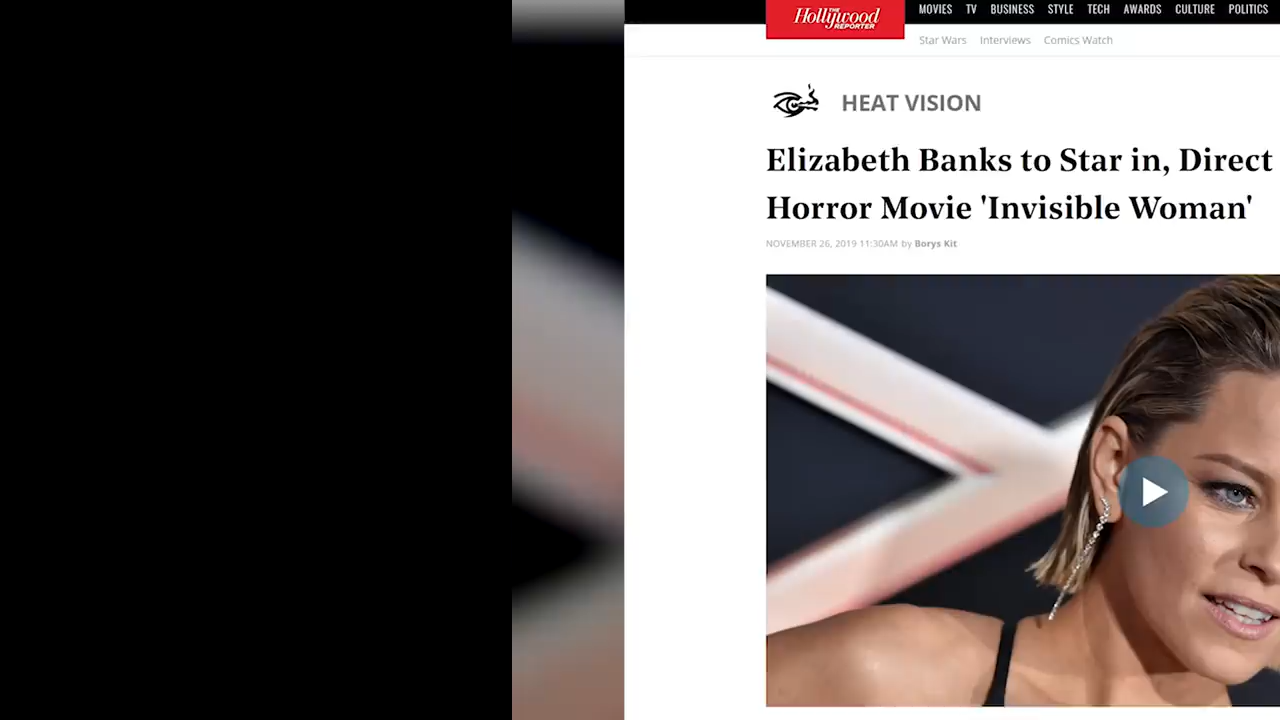 THE
Hollywood
REPORTER
MOVIES TV BUSINESS STYLE TECH AWARDS CULTURE POLITICS
Star Wars Interviews Comics Watch
HEAT VISION
Elizabeth Banks to Star in, Direct
Horror Movie 'Invisible Woman'
NOVEMBER 26, 2019 11:30AM by Borys Kit